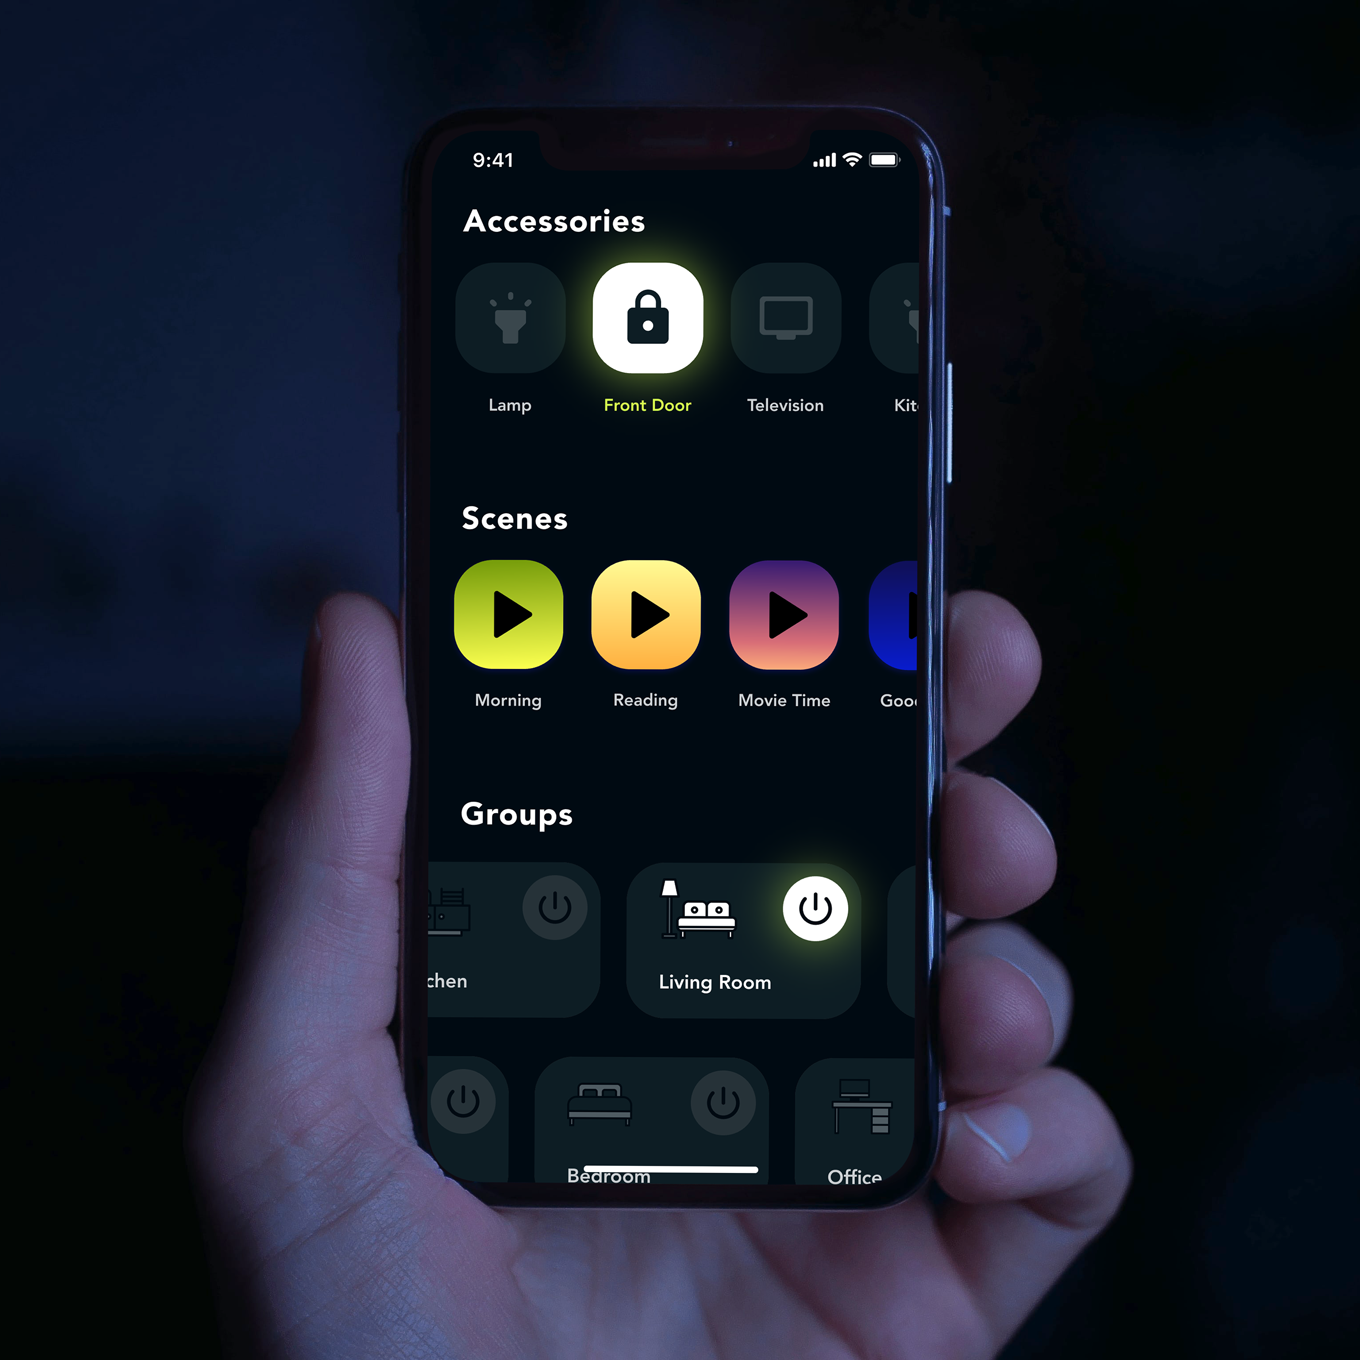 9:41
Accessories
Lamp Front Door Television Kit
Scenes
Morning Reading Movie Time Good
Groups
chen Living Room
Bedroom Office